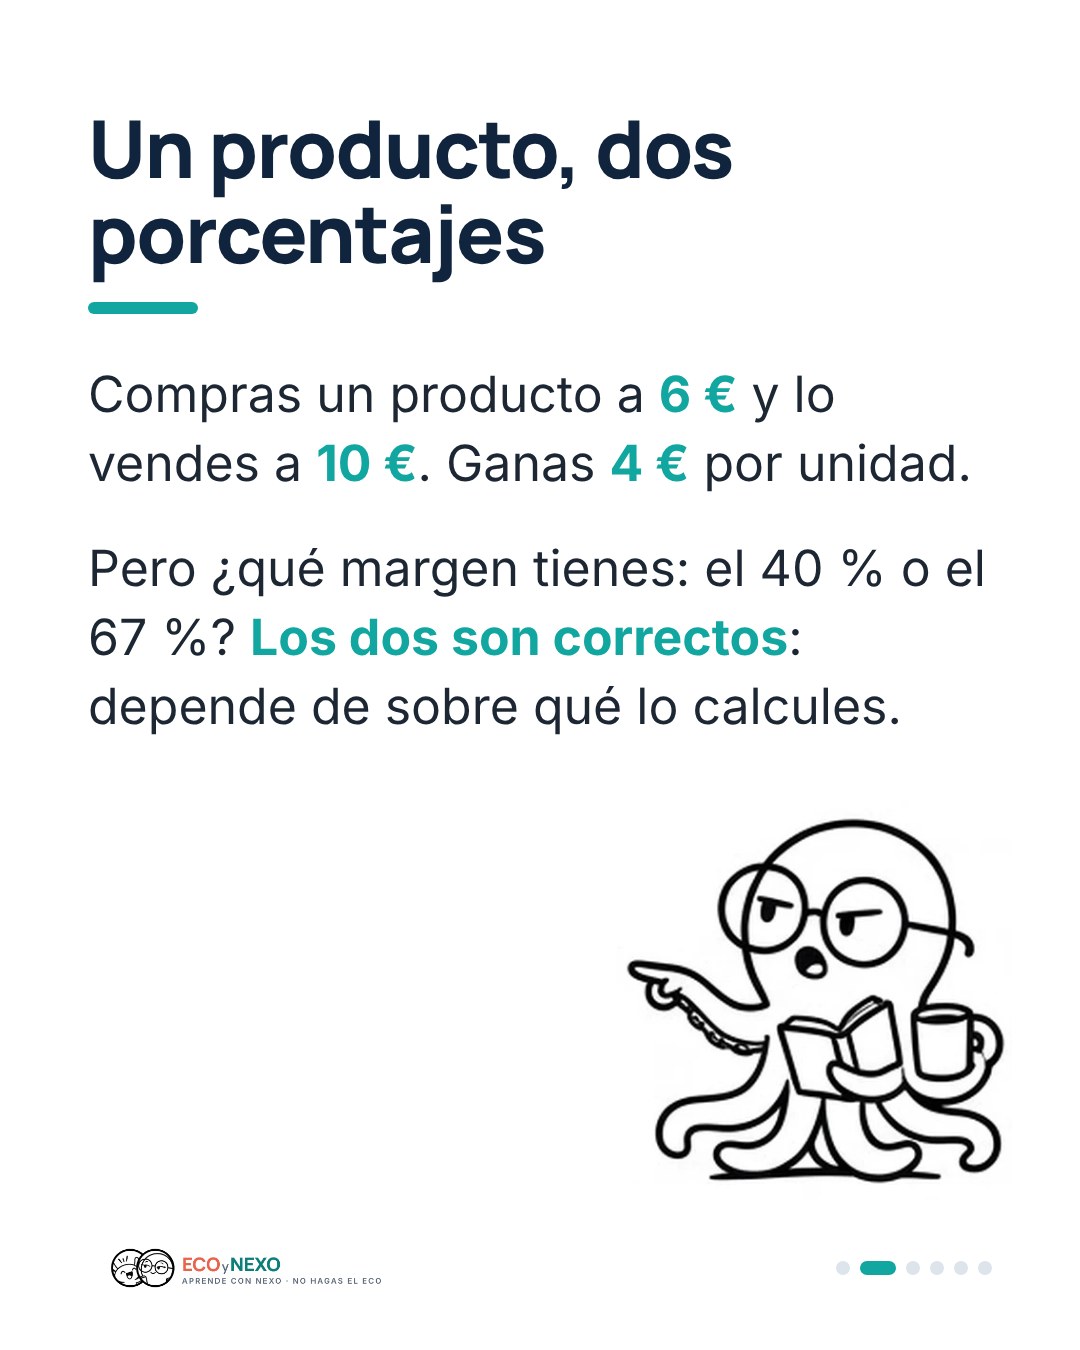 Un producto, dos
porcentajes
Compras un producto a 6 € y lo
vendes a 10 €. Ganas 4 € por unidad.
Pero ¿qué margen tienes: el 40 % o el
67 %? Los dos son correctos:
depende de sobre qué lo calcules.
ECO y NEXO
APRENDE CON NEXO · NO HAGAS EL ECO